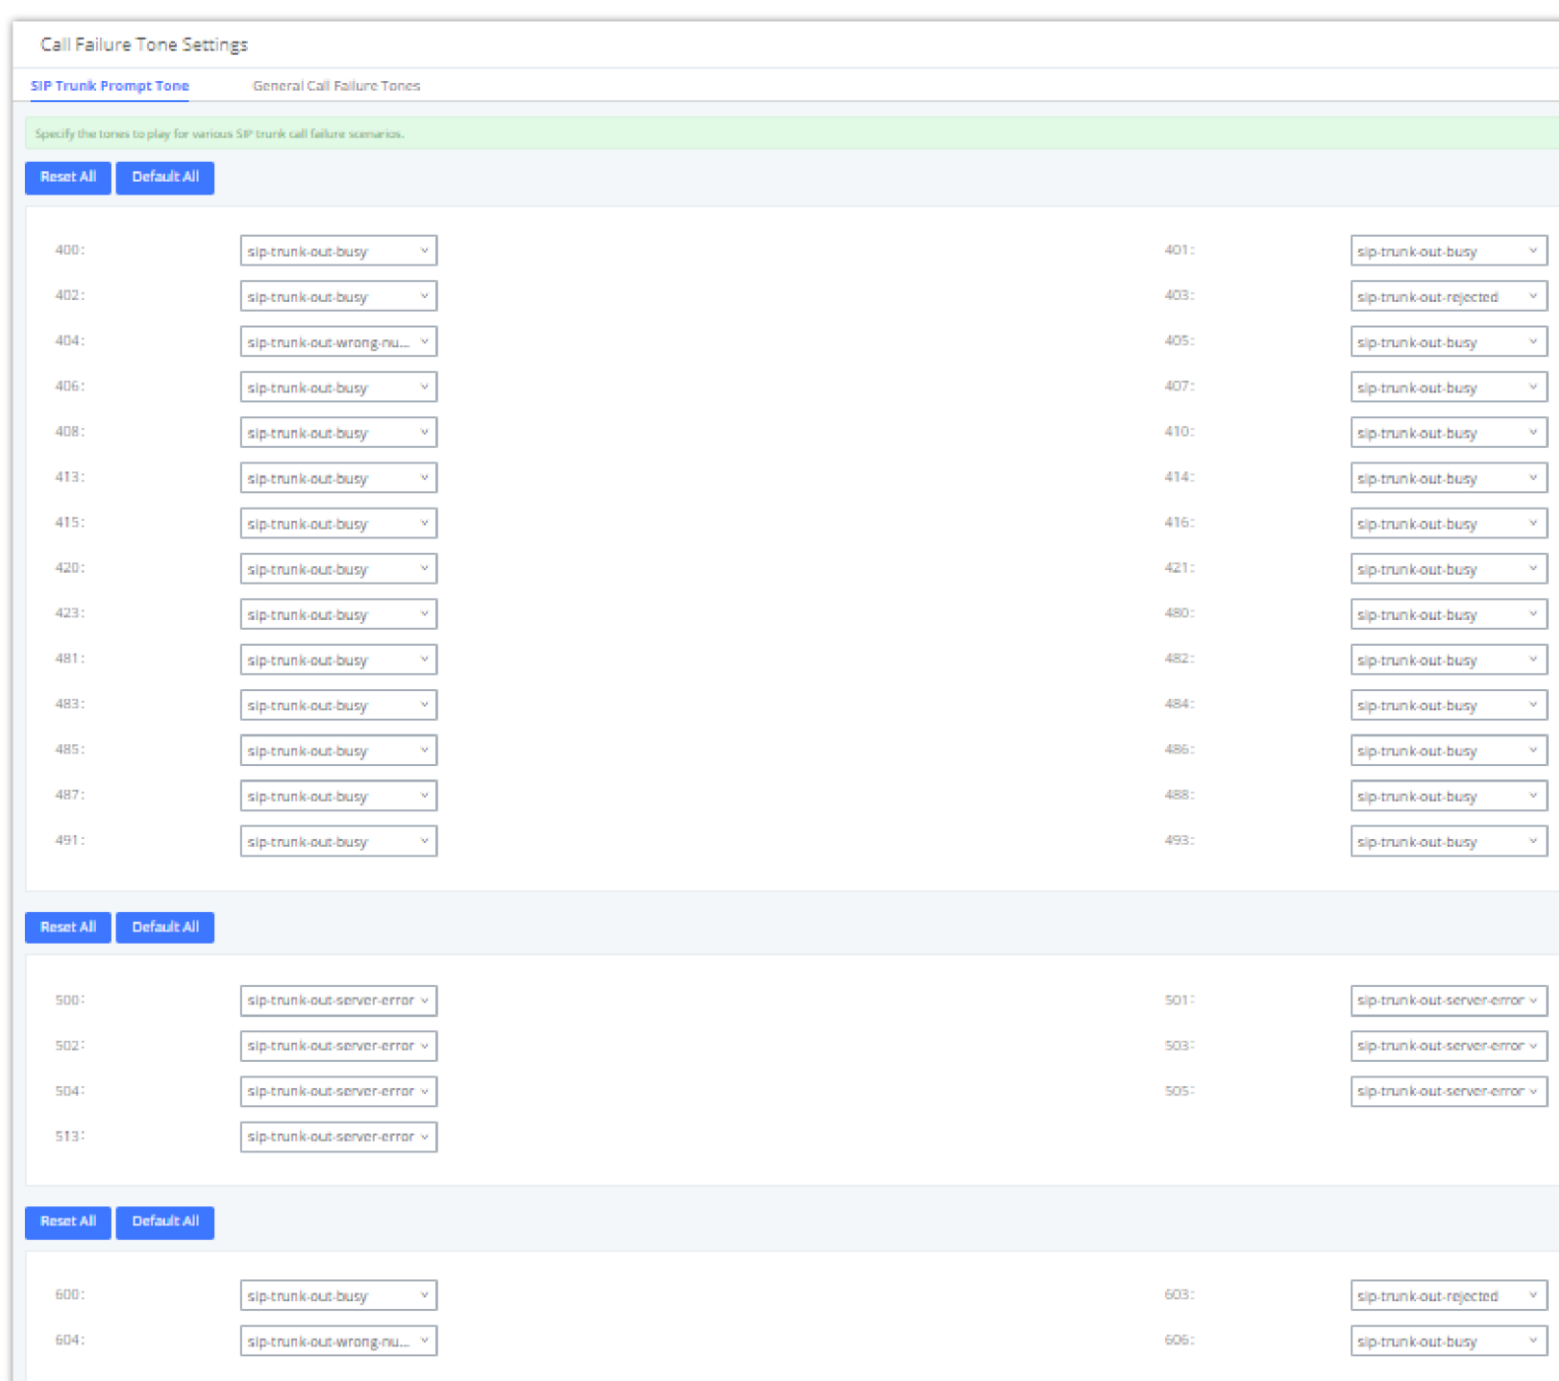 Call Failure Tone Settings
SIP Trunk Prompt Tone General Call Failure Tones
Specify the tones to play for various SIP trunk call failure scenarios.
Reset All Default All
400: sip-trunk-out-busy 401: sip-trunk-out-busy
402: sip-trunk-out-busy 403: sip-trunk-out-rejected
404: sip-trunk-out-wrong-nu... 405: sip-trunk-out-busy
406: sip-trunk-out-busy 407: sip-trunk-out-busy
408: sip-trunk-out-busy 410: sip-trunk-out-busy
413: sip-trunk-out-busy 414: sip-trunk-out-busy
415: sip-trunk-out-busy 416: sip-trunk-out-busy
420: sip-trunk-out-busy 421: sip-trunk-out-busy
423: sip-trunk-out-busy 480: sip-trunk-out-busy
481: sip-trunk-out-busy 482: sip-trunk-out-busy
483: sip-trunk-out-busy 484: sip-trunk-out-busy
485: sip-trunk-out-busy 486: sip-trunk-out-busy
487: sip-trunk-out-busy 488: sip-trunk-out-busy
491: sip-trunk-out-busy 493: sip-trunk-out-busy
Reset All Default All
500: sip-trunk-out-server-error 501: sip-trunk-out-server-error
502: sip-trunk-out-server-error 503: sip-trunk-out-server-error
504: sip-trunk-out-server-error 505: sip-trunk-out-server-error
513: sip-trunk-out-server-error
Reset All Default All
600: sip-trunk-out-busy 603: sip-trunk-out-rejected
604: sip-trunk-out-wrong-nu... 606: sip-trunk-out-busy